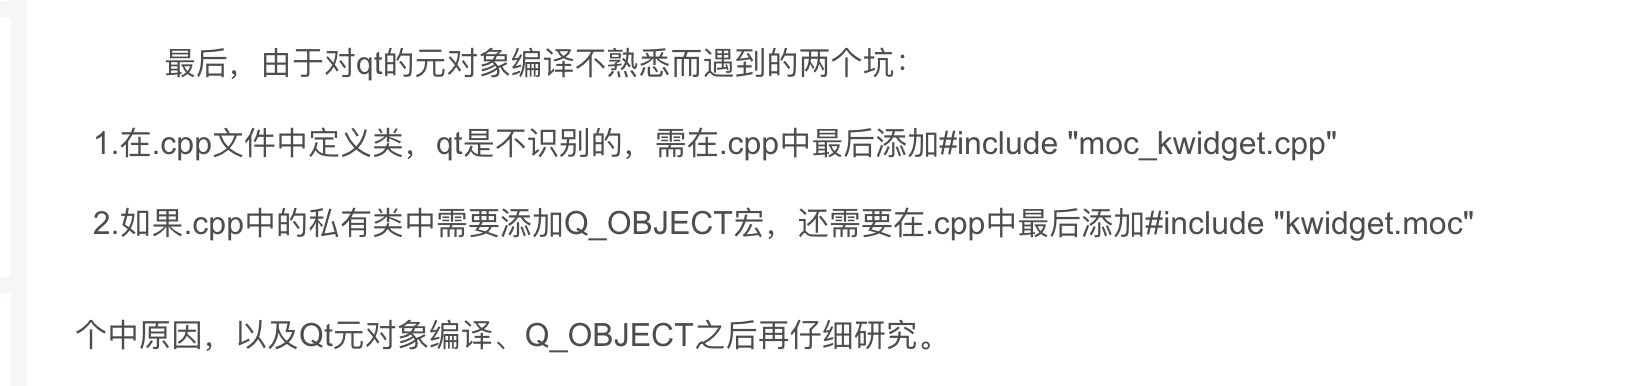 最后，由于对qt的元对象编译不熟悉而遇到的两个坑：
1.在.cpp文件中定义类，qt是不识别的，需在.cpp中最后添加#include "moc_kwidget.cpp"
2.如果.cpp中的私有类中需要添加Q_OBJECT宏，还需要在.cpp中最后添加#include "kwidget.moc"
个中原因，以及Qt元对象编译、Q_OBJECT之后再仔细研究。